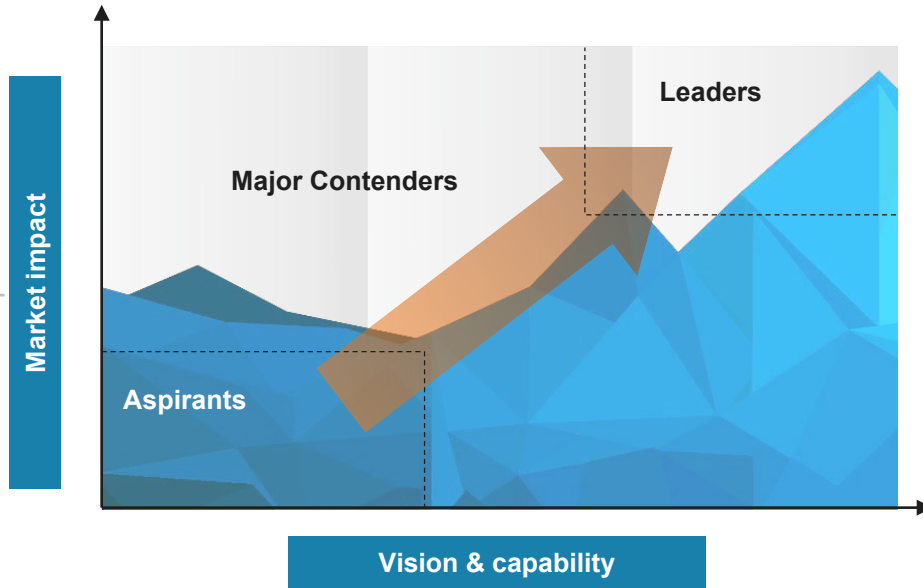 Leaders
Major Contenders
Market impact
Aspirants
Vision & capability